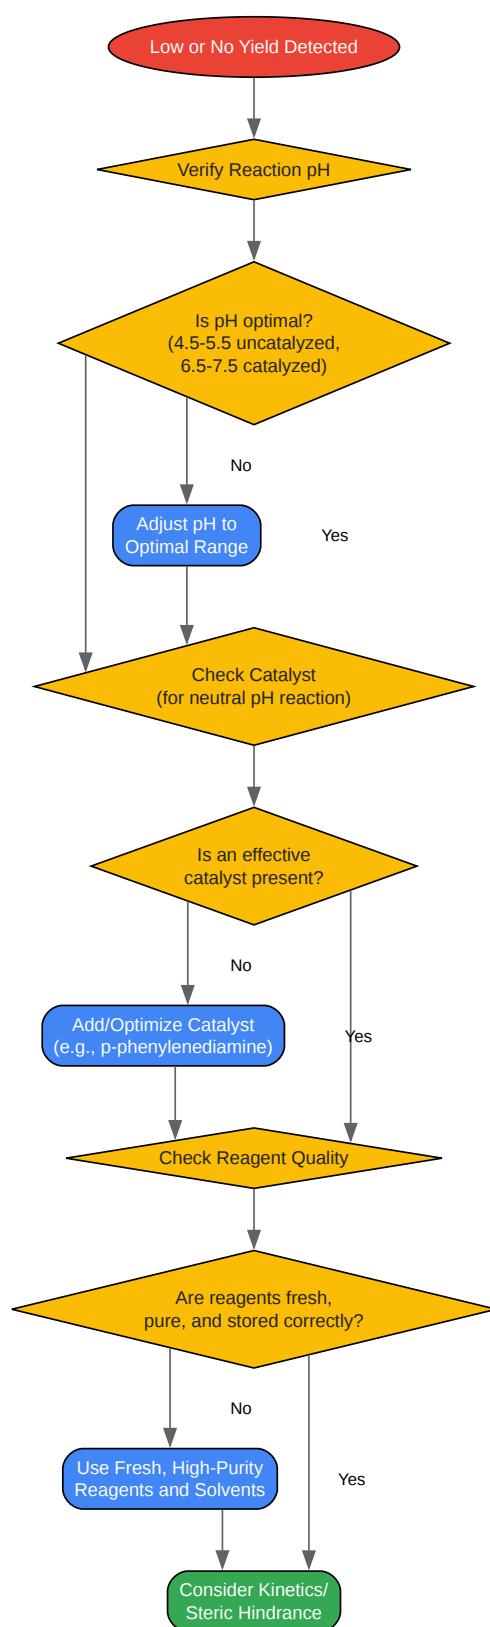 Low or No Yield Detected
Verify Reaction pH
Is pH optimal?
(4.5-5.5 uncatalyzed,
6.5-7.5 catalyzed)
No
Adjust pH to
Optimal Range
Yes
Check Catalyst
(for neutral pH reaction)
Is an effective
catalyst present?
No
Add/Optimize Catalyst
(e.g., p-phenylenediamine)
Yes
Check Reagent Quality
Are reagents fresh,
pure, and stored correctly?
No
Use Fresh, High-Purity
Reagents and Solvents
Yes
Consider Kinetics/
Steric Hindrance